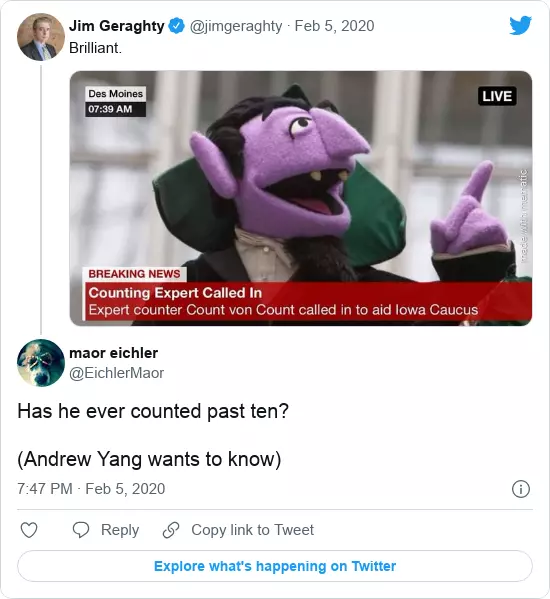 Jim Geraghty @jimgeraghty · Feb 5, 2020
Brilliant.
Des Moines
07:39 AM
LIVE
made with mematic
BREAKING NEWS
Counting Expert Called In
Expert counter Count von Count called in to aid Iowa Caucus
maor eichler
@EichlerMaor
Has he ever counted past ten?
(Andrew Yang wants to know)
7:47 PM · Feb 5, 2020
Reply
Copy link to Tweet
Explore what's happening on Twitter